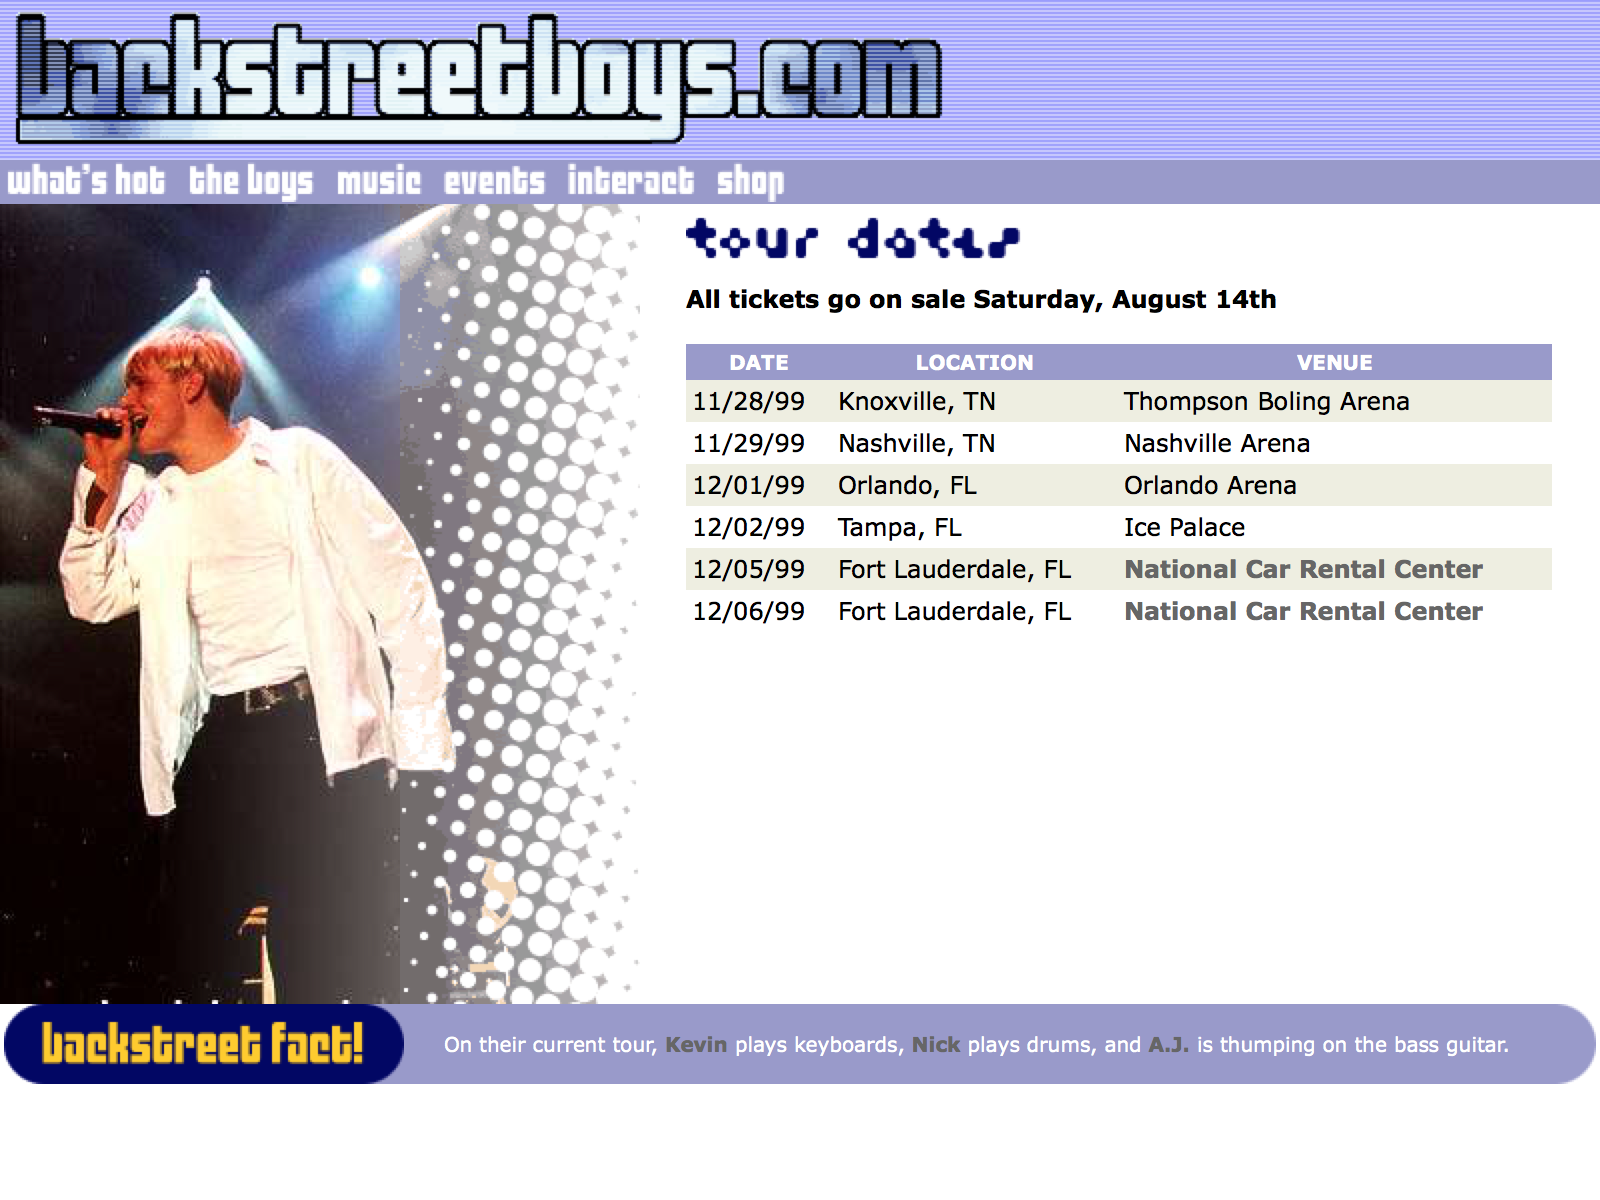 backstreetboys.com
what's hot the boys music events interact shop
tour dates
All tickets go on sale Saturday, August 14th
DATE LOCATION VENUE
11/28/99 Knoxville, TN Thompson Boling Arena
11/29/99 Nashville, TN Nashville Arena
12/01/99 Orlando, FL Orlando Arena
12/02/99 Tampa, FL Ice Palace
12/05/99 Fort Lauderdale, FL National Car Rental Center
12/06/99 Fort Lauderdale, FL National Car Rental Center
backstreet fact! On their current tour, Kevin plays keyboards, Nick plays drums, and A.J. is thumping on the bass guitar.